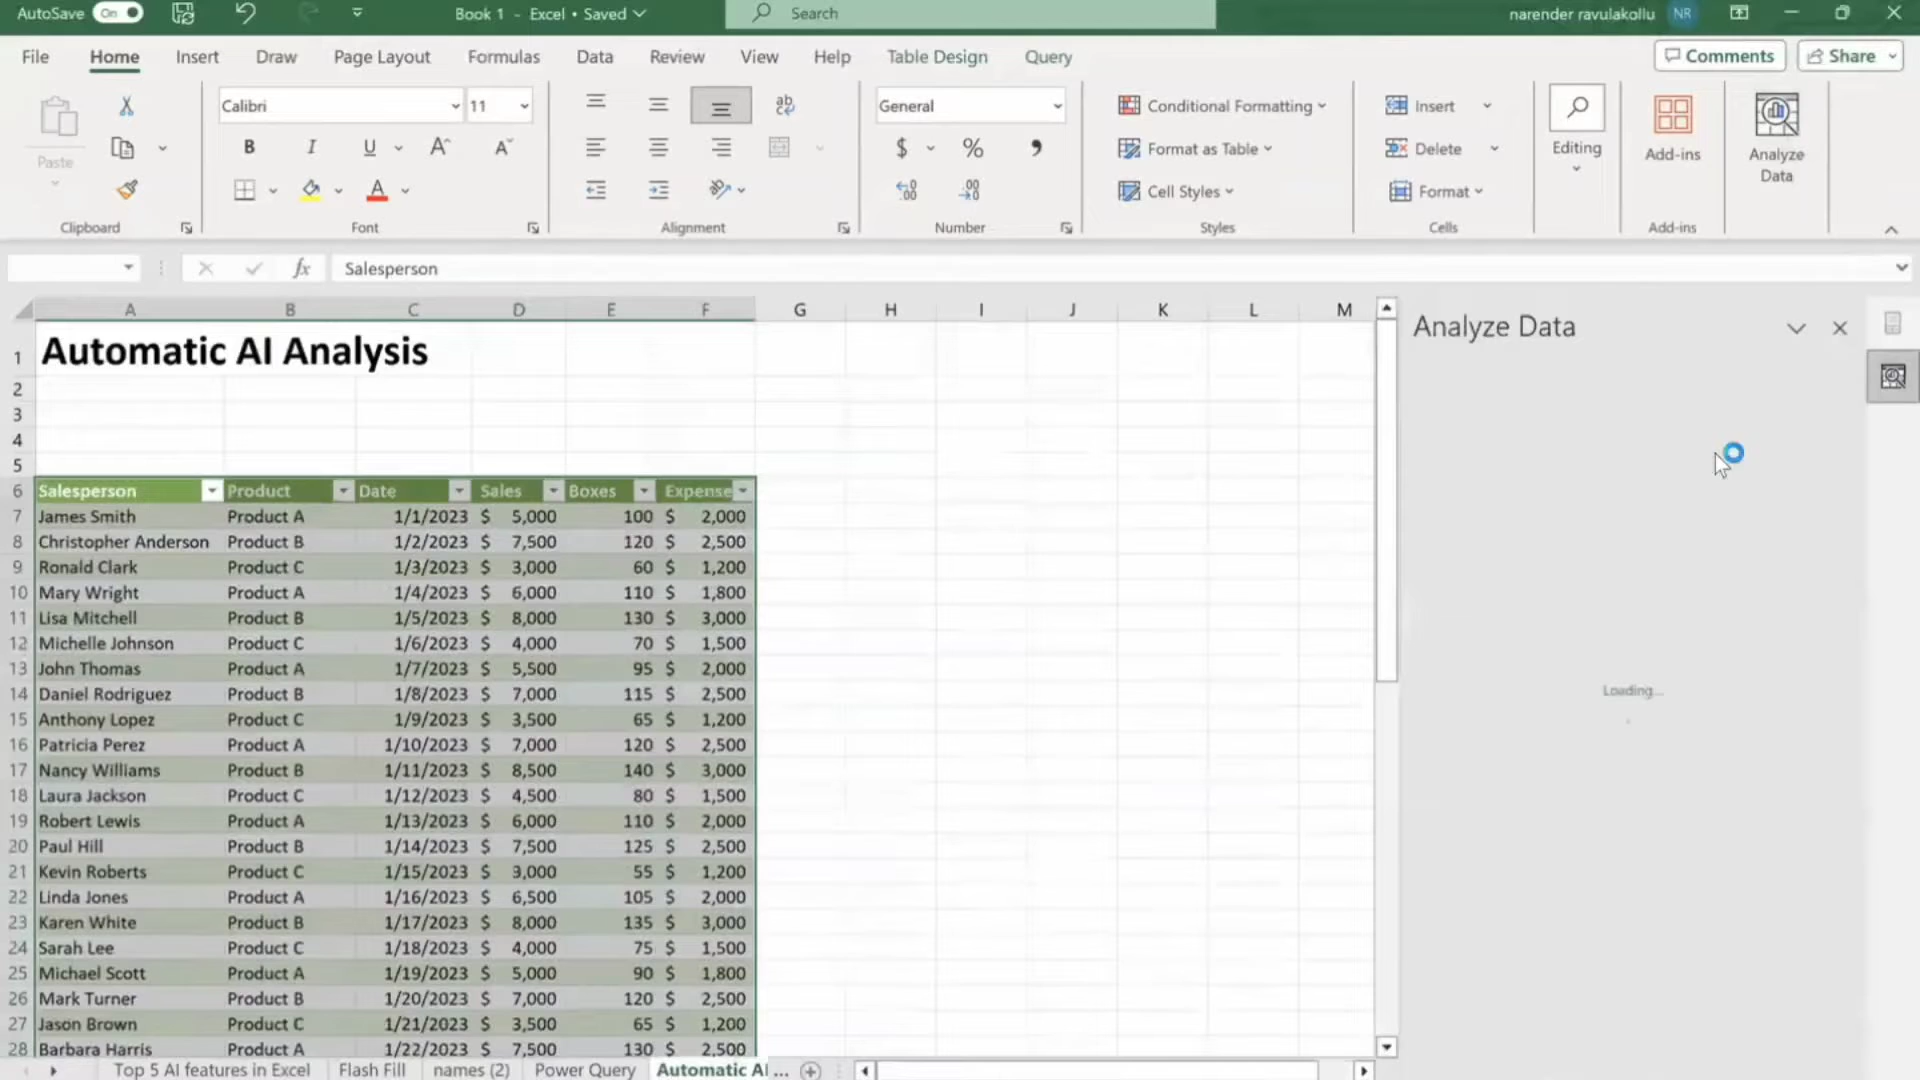 AutoSave On Book 1 - Excel • Saved Search narender ravulakollu NR
File Home Insert Draw Page Layout Formulas Data Review View Help Table Design Query Comments Share
Calibri 11 ab General Conditional Formatting Insert
Paste B I U A A $ % , Format as Table Delete Editing Add-ins Analyze Data
A Cell Styles Format
Clipboard Font Alignment Number Styles Cells Add-ins
fx Salesperson
A B C D E F G H I J K L M
Analyze Data
1 Automatic AI Analysis
2
3
4
5
6 Salesperson Product Date Sales Boxes Expense
7 James Smith Product A 1/1/2023 $ 5,000 100 $ 2,000
8 Christopher Anderson Product B 1/2/2023 $ 7,500 120 $ 2,500
9 Ronald Clark Product C 1/3/2023 $ 3,000 60 $ 1,200
10 Mary Wright Product A 1/4/2023 $ 6,000 110 $ 1,800
11 Lisa Mitchell Product B 1/5/2023 $ 8,000 130 $ 3,000
12 Michelle Johnson Product C 1/6/2023 $ 4,000 70 $ 1,500
13 John Thomas Product A 1/7/2023 $ 5,500 95 $ 2,000
14 Daniel Rodriguez Product B 1/8/2023 $ 7,000 115 $ 2,500
Loading...
15 Anthony Lopez Product C 1/9/2023 $ 3,500 65 $ 1,200
16 Patricia Perez Product A 1/10/2023 $ 7,000 120 $ 2,500
17 Nancy Williams Product B 1/11/2023 $ 8,500 140 $ 3,000
18 Laura Jackson Product C 1/12/2023 $ 4,500 80 $ 1,500
19 Robert Lewis Product A 1/13/2023 $ 6,000 110 $ 2,000
20 Paul Hill Product B 1/14/2023 $ 7,500 125 $ 2,500
21 Kevin Roberts Product C 1/15/2023 $ 3,000 55 $ 1,200
22 Linda Jones Product A 1/16/2023 $ 6,500 105 $ 2,000
23 Karen White Product B 1/17/2023 $ 8,000 135 $ 3,000
24 Sarah Lee Product C 1/18/2023 $ 4,000 75 $ 1,500
25 Michael Scott Product A 1/19/2023 $ 5,000 90 $ 1,800
26 Mark Turner Product B 1/20/2023 $ 7,000 120 $ 2,500
27 Jason Brown Product C 1/21/2023 $ 3,500 65 $ 1,200
28 Barbara Harris Product A 1/22/2023 $ 7,500 130 $ 2,500
Top 5 AI features in Excel Flash Fill names (2) Power Query Automatic AI ...